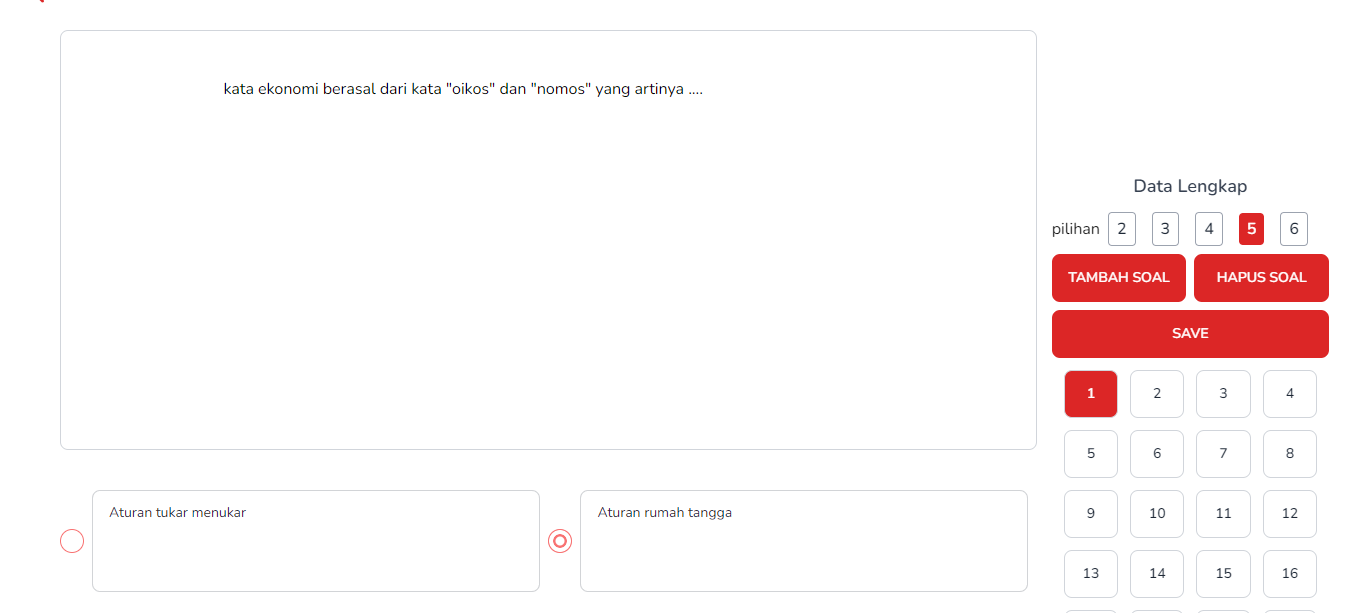 kata ekonomi berasal dari kata "oikos" dan "nomos" yang artinya ....
Data Lengkap
pilihan 2 3 4 5 6
TAMBAH SOAL HAPUS SOAL
SAVE
1 2 3 4
5 6 7 8
9 10 11 12
13 14 15 16
Aturan tukar menukar
Aturan rumah tangga